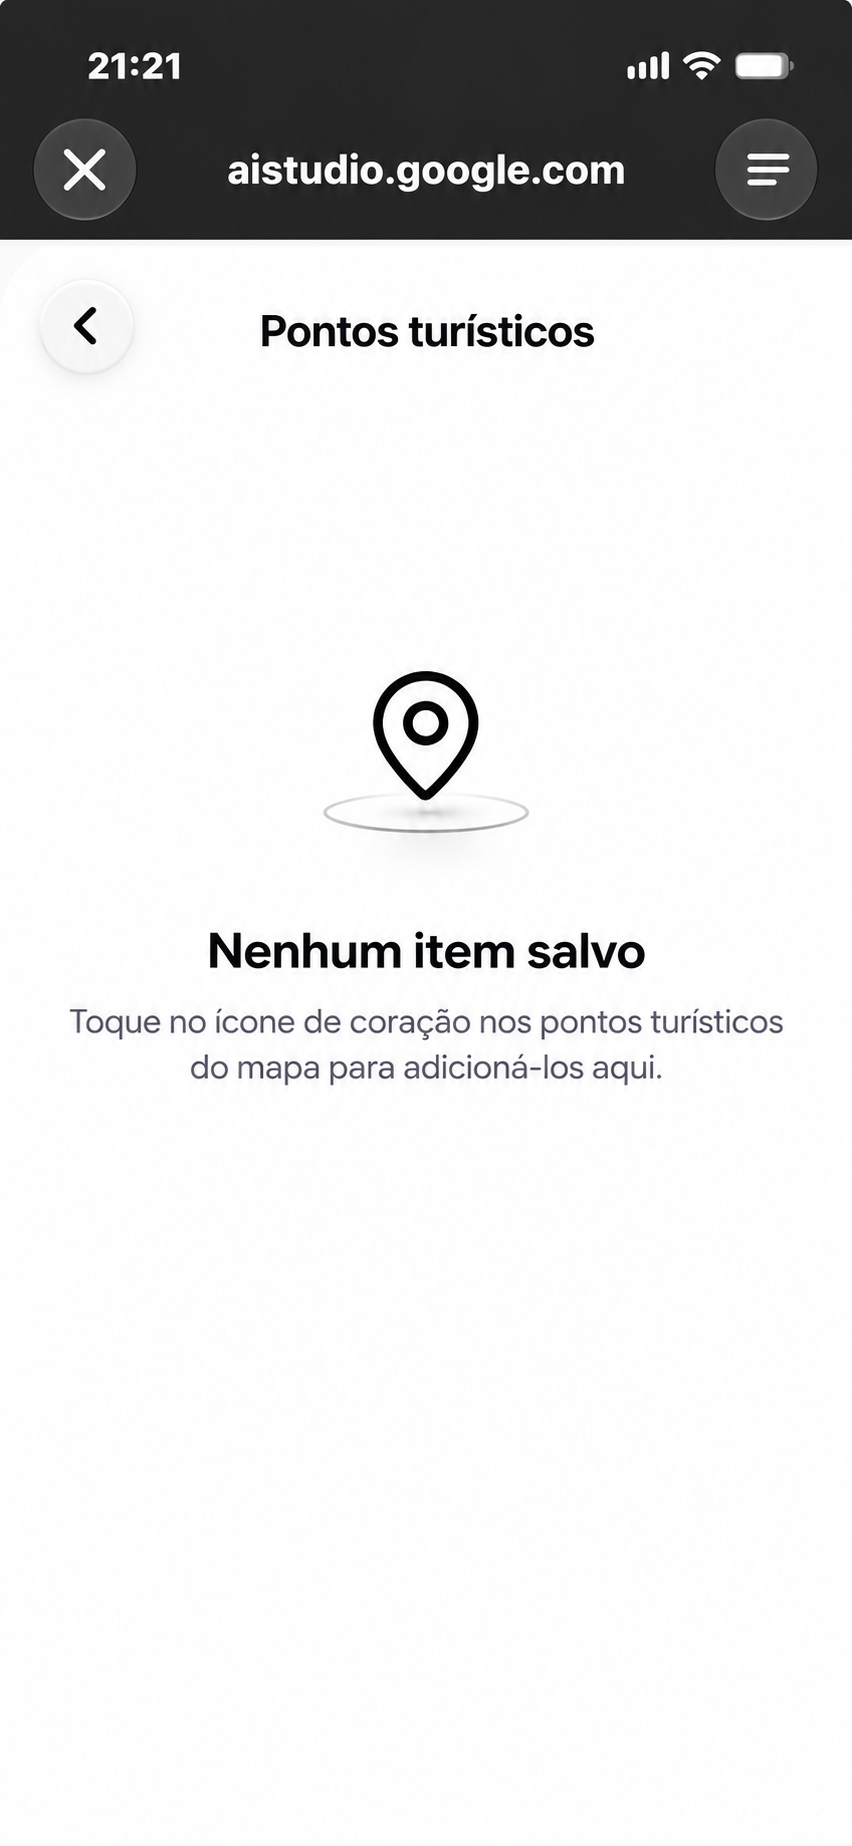 21:21
aistudio.google.com
Pontos turísticos
Nenhum item salvo
Toque no ícone de coração nos pontos turísticos
do mapa para adicioná-los aqui.